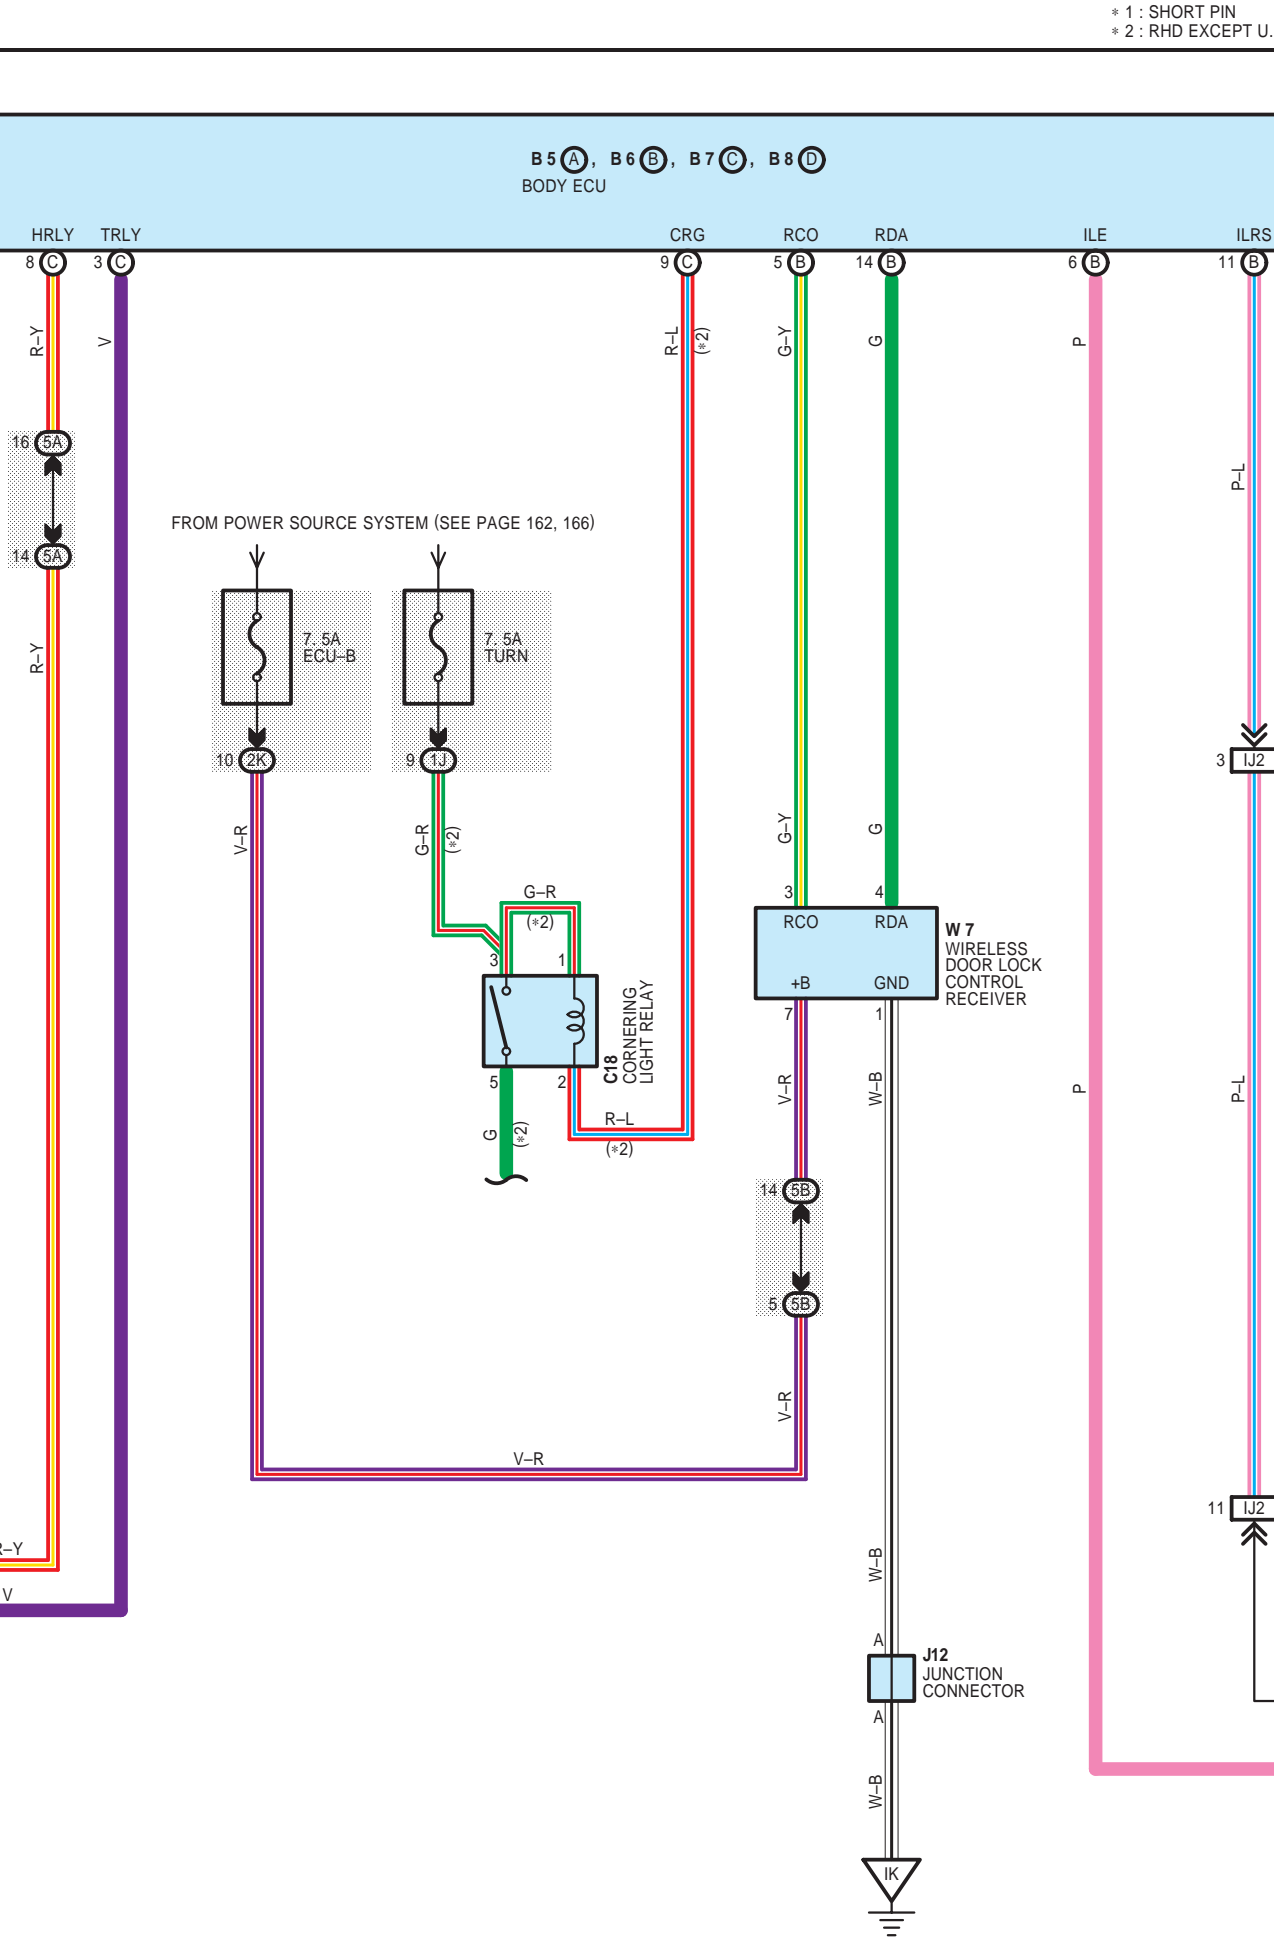 * 1 : SHORT PIN
* 2 : RHD EXCEPT U.
B 5 A , B 6 B , B 7 C , B 8 D
BODY ECU
HRLY TRLY CRG RCO RDA ILE ILRS
8 C 3 C 9 C 5 B 14 B 6 B 11 B
R–Y
V
R–L
(*2)
G–Y
G
P
16 5A
P–L
FROM POWER SOURCE SYSTEM (SEE PAGE 162, 166)
14 5A
R–Y
7. 5A
ECU–B
7. 5A
TURN
10 2K
9 1J
3 IJ2
V–R
G–R
(*2)
G–Y
G
G–R
(*2)
3 4
RCO RDA
W 7
WIRELESS
DOOR LOCK
CONTROL
RECEIVER
3 1
+B GND
7 1
C18
CORNERING
LIGHT RELAY
5 2
V–R
W–B
P
P–L
G
(*2)
R–L
(*2)
14 5B
5 5B
V–R
V–R
11 IJ2
R–Y
W–B
V
A
J12
JUNCTION
CONNECTOR
A
W–B
IK